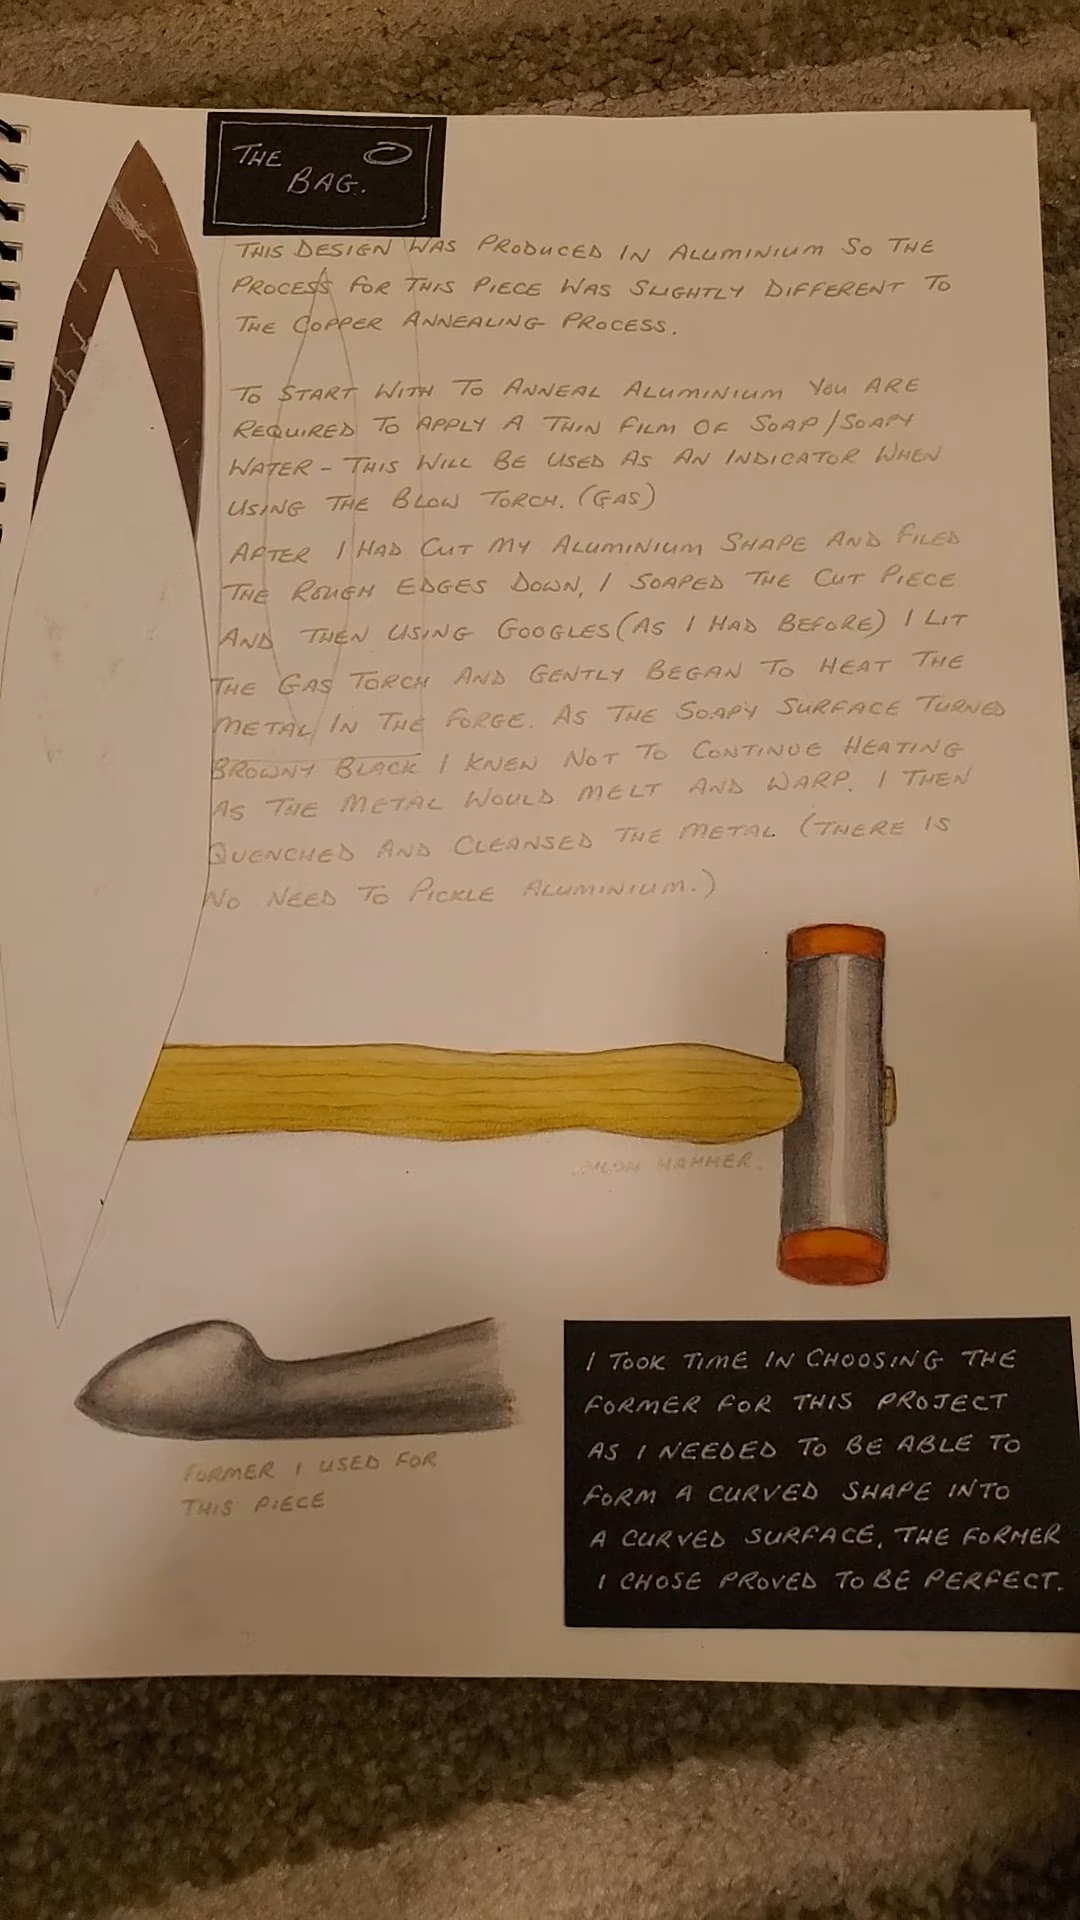 THE
BAG.
THIS DESIGN WAS PRODUCED IN ALUMINIUM SO THE
PROCESS FOR THIS PIECE WAS SLIGHTLY DIFFERENT TO
THE COPPER ANNEALING PROCESS.
TO START WITH TO ANNEAL ALUMINIUM YOU ARE
REQUIRED TO APPLY A THIN FILM OF SOAP/SOAPY
WATER - THIS WILL BE USED AS AN INDICATOR WHEN
USING THE BLOW TORCH. (GAS)
AFTER I HAD CUT MY ALUMINIUM SHAPE AND FILED
THE ROUGH EDGES DOWN, I SOAPED THE CUT PIECE
AND THEN USING GOOGLES (AS I HAD BEFORE) I LIT
THE GAS TORCH AND GENTLY BEGAN TO HEAT THE
METAL IN THE FORGE. AS THE SOAPY SURFACE TURNED
BROWNY BLACK I KNEW NOT TO CONTINUE HEATING
AS THE METAL WOULD MELT AND WARP. I THEN
QUENCHED AND CLEANSED THE METAL (THERE IS
NO NEED TO PICKLE ALUMINIUM.)
HAMMER.
FORMER I USED FOR
THIS PIECE
I TOOK TIME IN CHOOSING THE
FORMER FOR THIS PROJECT
AS I NEEDED TO BE ABLE TO
FORM A CURVED SHAPE INTO
A CURVED SURFACE, THE FORMER
I CHOSE PROVED TO BE PERFECT.